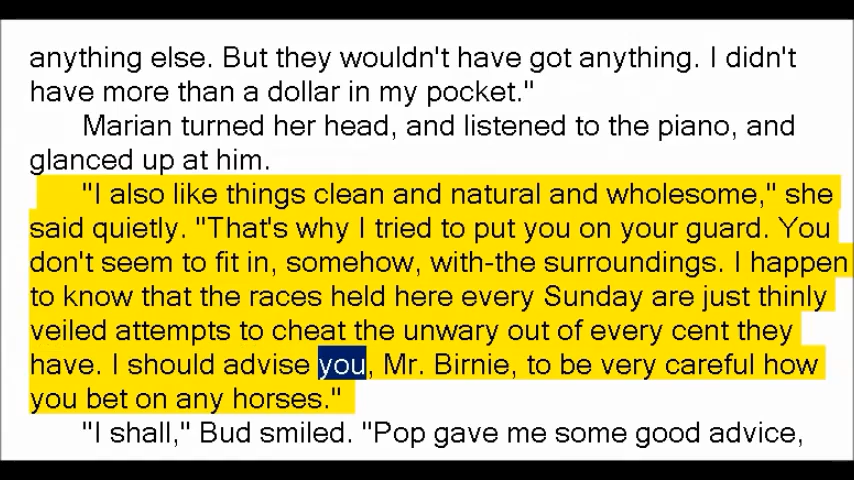 anything else. But they wouldn't have got anything. I didn't
have more than a dollar in my pocket."
Marian turned her head, and listened to the piano, and
glanced up at him.
"I also like things clean and natural and wholesome," she
said quietly. "That's why I tried to put you on your guard. You
don't seem to fit in, somehow, with-the surroundings. I happen
to know that the races held here every Sunday are just thinly
veiled attempts to cheat the unwary out of every cent they
have. I should advise you, Mr. Birnie, to be very careful how
you bet on any horses."
"I shall," Bud smiled. "Pop gave me some good advice,